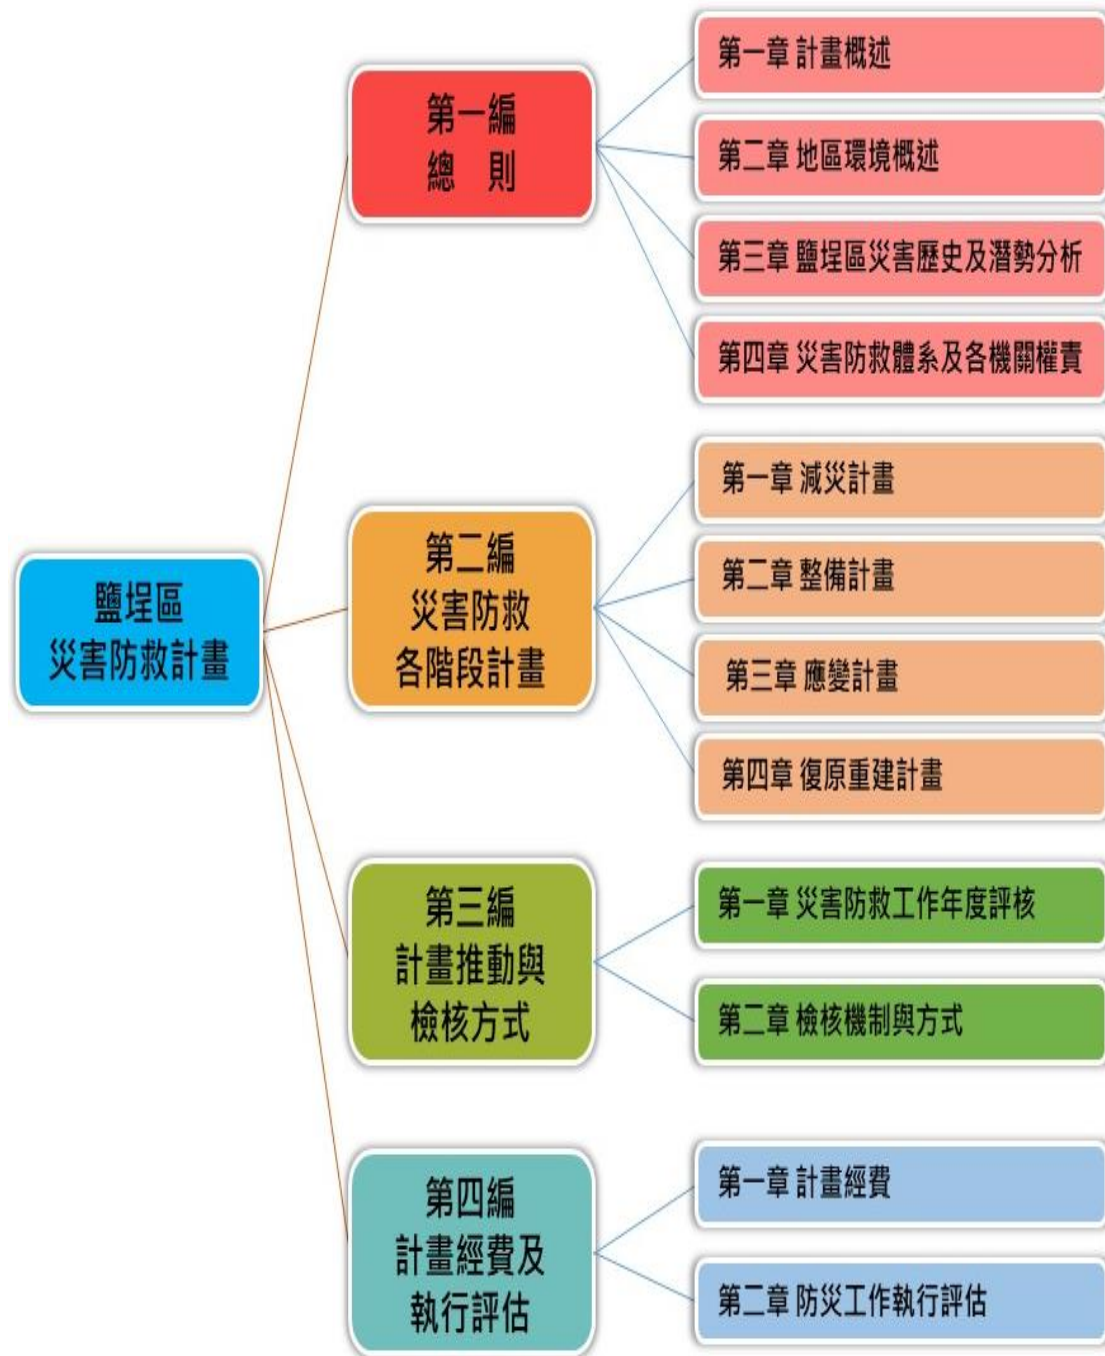 鹽埕區
災害防救計畫
第一編
總　則
第一章 計畫概述
第二章 地區環境概述
第三章 鹽埕區災害歷史及潛勢分析
第四章 災害防救體系及各機關權責
第二編
災害防救
各階段計畫
第一章 減災計畫
第二章 整備計畫
第三章 應變計畫
第四章 復原重建計畫
第三編
計畫推動與
檢核方式
第一章 災害防救工作年度評核
第二章 檢核機制與方式
第四編
計畫經費及
執行評估
第一章 計畫經費
第二章 防災工作執行評估